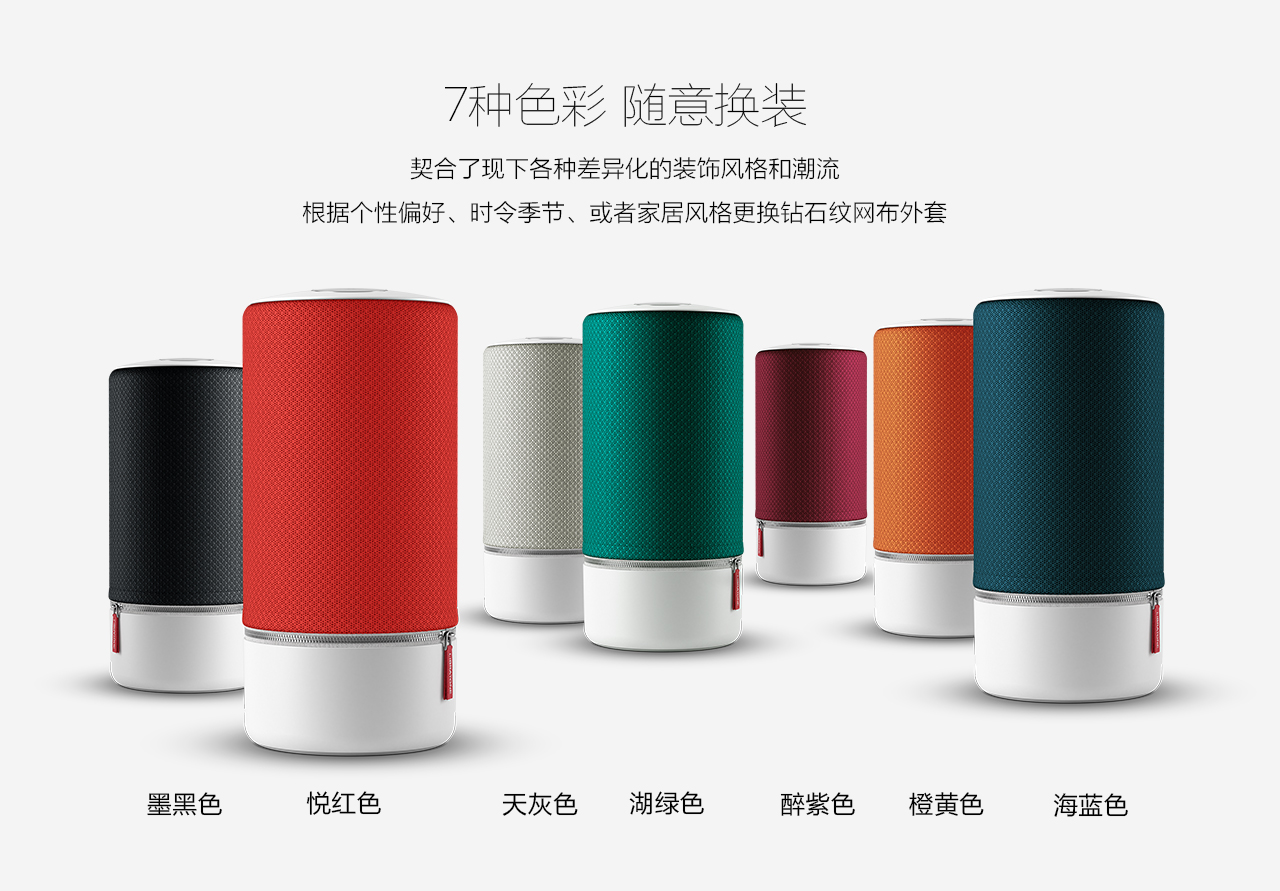 7种色彩 随意换装
契合了现下各种差异化的装饰风格和潮流
根据个性偏好、时令季节、或者家居风格更换钻石纹网布外套
墨黑色 悦红色 天灰色 湖绿色 醉紫色 橙黄色 海蓝色